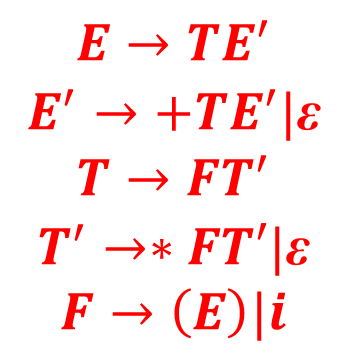 E → TE′
E′ → +TE′|ε
T → FT′
T′ →∗ FT′|ε
F → (E)|i